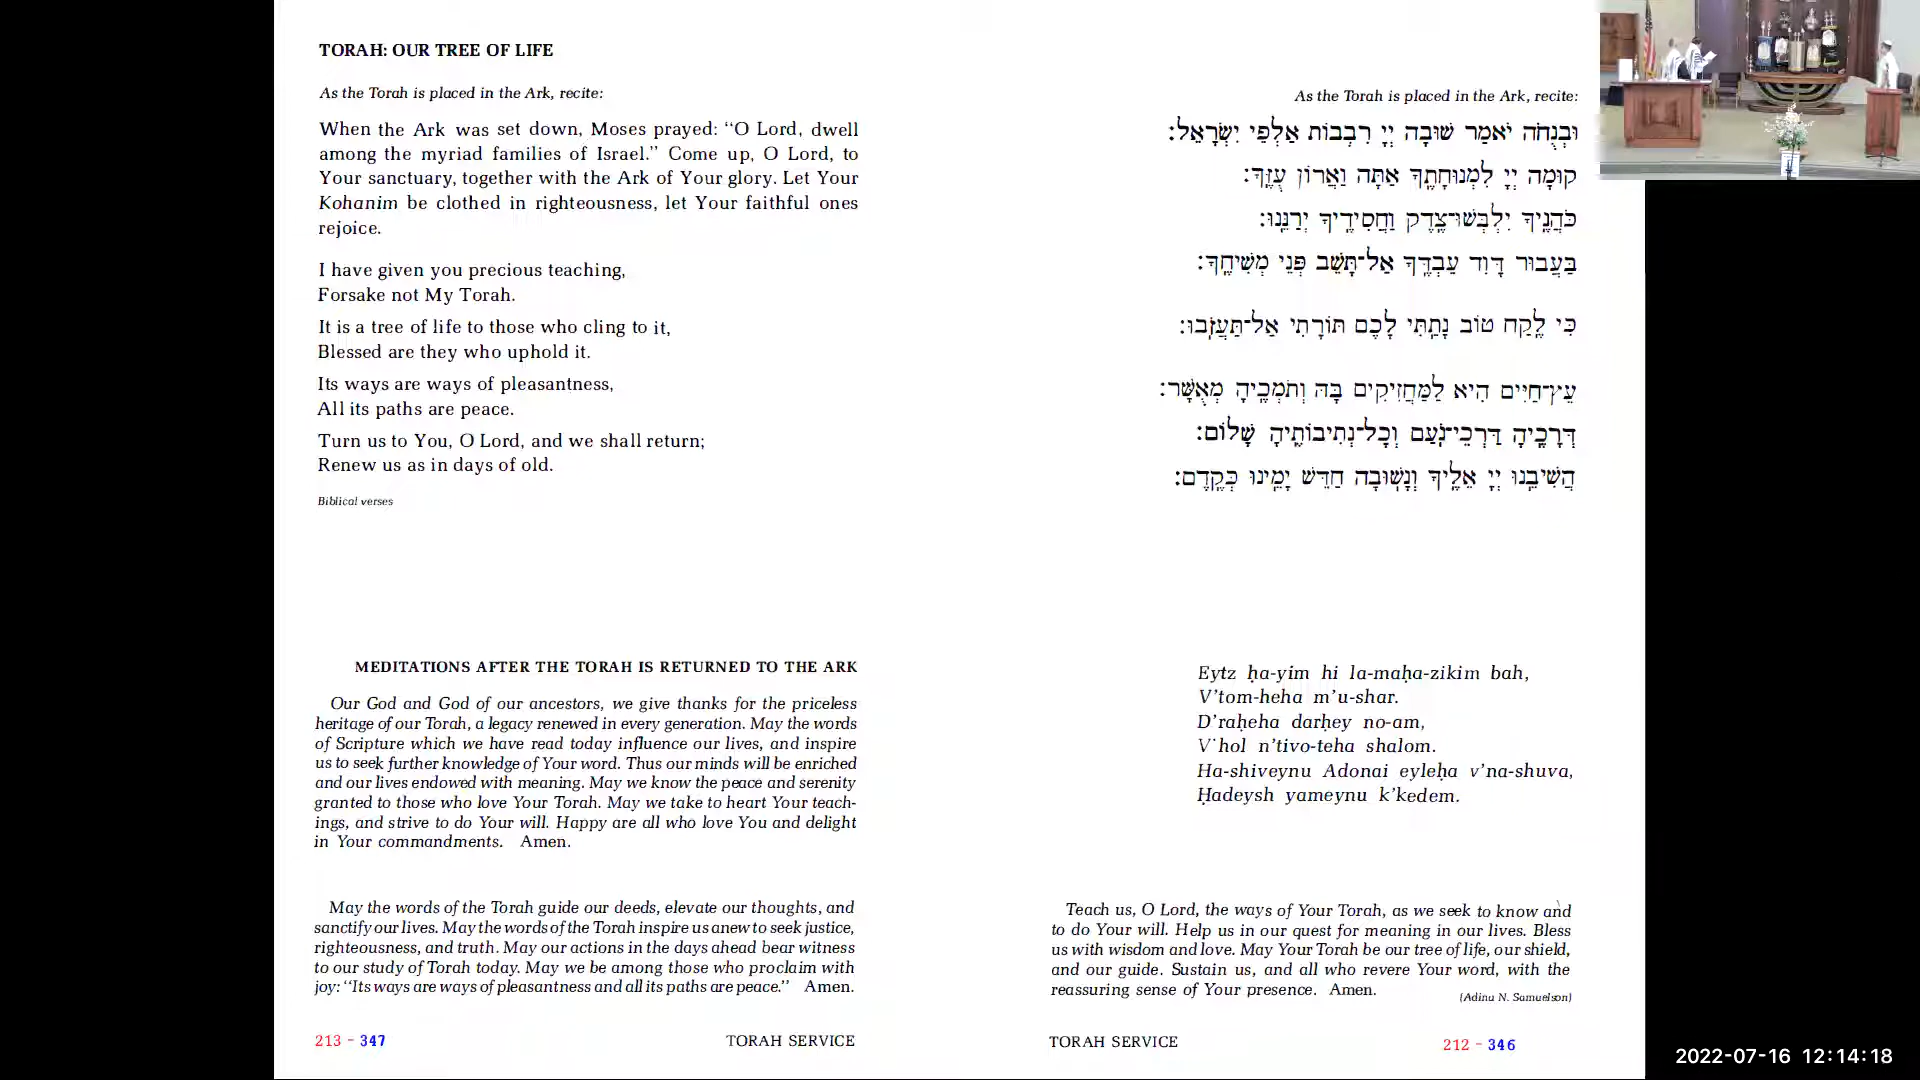 TORAH: OUR TREE OF LIFE
As the Torah is placed in the Ark, recite:
When the Ark was set down, Moses prayed: “O Lord, dwell
among the myriad families of Israel.” Come up, O Lord, to
Your sanctuary, together with the Ark of Your glory. Let Your
Kohanim be clothed in righteousness, let Your faithful ones
rejoice.
I have given you precious teaching,
Forsake not My Torah.
It is a tree of life to those who cling to it,
Blessed are they who uphold it.
Its ways are ways of pleasantness,
All its paths are peace.
Turn us to You, O Lord, and we shall return;
Renew us as in days of old.
Biblical verses
MEDITATIONS AFTER THE TORAH IS RETURNED TO THE ARK
Our God and God of our ancestors, we give thanks for the priceless
heritage of our Torah, a legacy renewed in every generation. May the words
of Scripture which we have read today influence our lives, and inspire
us to seek further knowledge of Your word. Thus our minds will be enriched
and our lives endowed with meaning. May we know the peace and serenity
granted to those who love Your Torah. May we take to heart Your teach-
ings, and strive to do Your will. Happy are all who love You and delight
in Your commandments. Amen.
May the words of the Torah guide our deeds, elevate our thoughts, and
sanctify our lives. May the words of the Torah inspire us anew to seek justice,
righteousness, and truth. May our actions in the days ahead bear witness
to our study of Torah today. May we be among those who proclaim with
joy: “Its ways are ways of pleasantness and all its paths are peace.” Amen.
213 - 347
TORAH SERVICE
As the Torah is placed in the Ark, recite:
וּבְנֻחֹה יֹאמַר שׁוּבָה יְיָ רִבְבוֹת אַלְפֵי יִשְׂרָאֵל:
קוּמָה יְיָ לִמְנוּחָתֶֽךָ אַתָּה וַאֲרוֹן עֻזֶּֽךָ:
כֹּהֲנֶֽיךָ יִלְבְּשׁוּ־צֶֽדֶק וַחֲסִידֶֽיךָ יְרַנֵּֽנוּ:
בַּעֲבוּר דָּוִד עַבְדֶּֽךָ אַל־תָּשֵׁב פְּנֵי מְשִׁיחֶֽךָ:
כִּי לֶֽקַח טוֹב נָתַֽתִּי לָכֶם תּוֹרָתִי אַל־תַּעֲזֹֽבוּ:
עֵץ־חַיִּים הִיא לַמַּחֲזִיקִים בָּהּ וְתֹמְכֶֽיהָ מְאֻשָּׁר:
דְּרָכֶֽיהָ דַּרְכֵי־נֹֽעַם וְכָל־נְתִיבוֹתֶֽיהָ שָׁלוֹם:
הֲשִׁיבֵֽנוּ יְיָ אֵלֶֽיךָ וְנָשֽׁוּבָה חַדֵּשׁ יָמֵֽינוּ כְּקֶֽדֶם:
Eytz ḥa-yim hi la-maḥa-zikim bah,
V’tom-heha m’u-shar.
D’raḥeha darḥey no-am,
V’hol n’tivo-teha shalom.
Ha-shiveynu Adonai eyleḥa v’na-shuva,
Ḥadeysh yameynu k’kedem.
Teach us, O Lord, the ways of Your Torah, as we seek to know and
to do Your will. Help us in our quest for meaning in our lives. Bless
us with wisdom and love. May Your Torah be our tree of life, our shield,
and our guide. Sustain us, and all who revere Your word, with the
reassuring sense of Your presence. Amen.
(Adina N. Samuelson)
TORAH SERVICE
212 - 346
2022-07-16 12:14:18